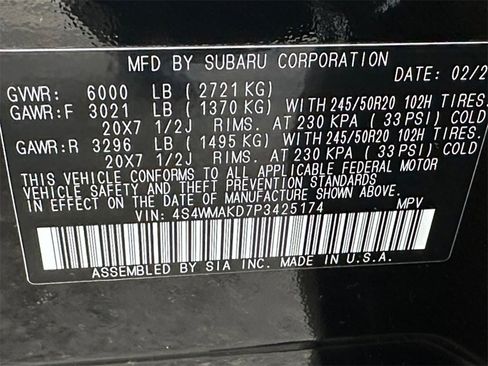 MFD. BY SUBARU CORPORATION
DATE: 02/2
GVWR: 6000 LB ( 2721 KG)
GAWR:F 3021 LB ( 1370 KG) WITH 245/50R20 102H TIRES.
20X7 1/2J RIMS. AT 230 KPA ( 33 PSI) COLD
GAWR:R 3296 LB ( 1495 KG) WITH 245/50R20 102H TIRES.
20X7 1/2J RIMS. AT 230 KPA ( 33 PSI) COLD
THIS VEHICLE CONFORMS TO ALL APPLICABLE FEDERAL MOTOR
VEHICLE SAFETY AND THEFT PREVENTION STANDARDS
IN EFFECT ON THE DATE OF MANUFACTURE SHOWN ABOVE.
VIN: 4S4WMAKD7P3425174 MPV
ASSEMBLED BY SIA INC. MADE IN U.S.A.